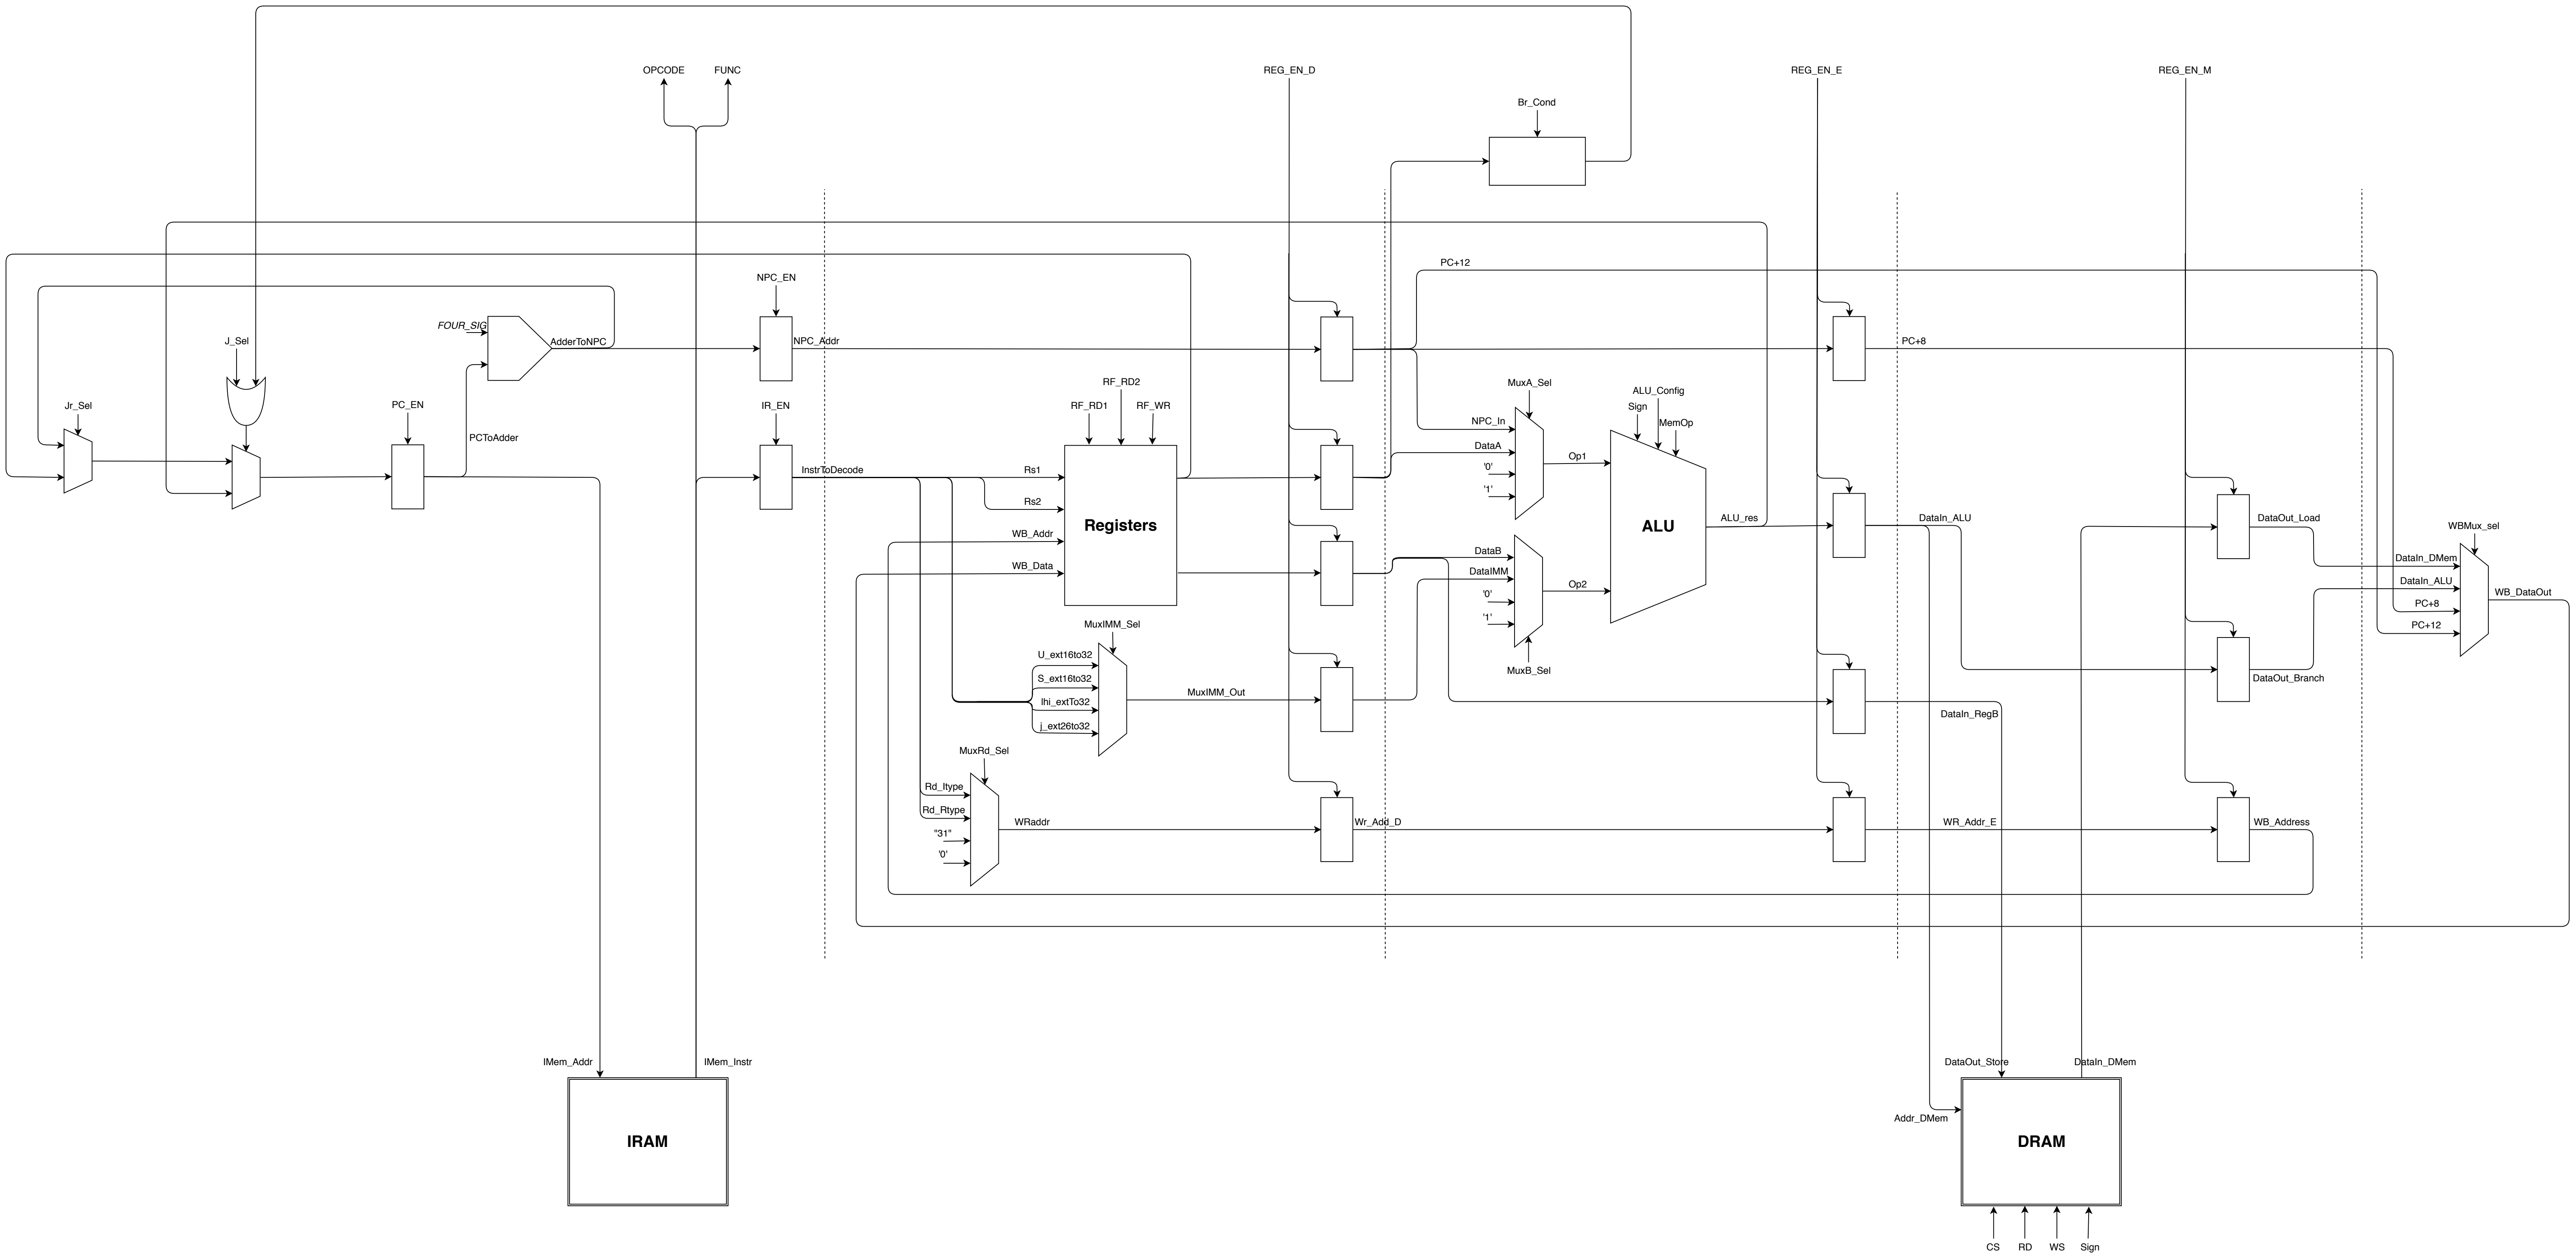 OPCODE
FUNC
REG_EN_D
REG_EN_E
REG_EN_M
Br_Cond
PC+12
NPC_EN
FOUR_SIG
J_Sel
AdderToNPC
NPC_Addr
PC+8
Jr_Sel
PC_EN
PCToAdder
IR_EN
InstrToDecode
RF_RD2
RF_RD1
RF_WR
Rs1
Rs2
WB_Addr
WB_Data
Registers
MuxA_Sel
NPC_In
DataA
'0'
'1'
Op1
Sign
ALU_Config
MemOp
ALU
ALU_res
DataB
DataIMM
'0'
'1'
Op2
MuxB_Sel
DataIn_ALU
DataOut_Load
WBMux_sel
DataIn_DMem
DataIn_ALU
PC+8
PC+12
WB_DataOut
MuxIMM_Sel
U_ext16to32
S_ext16to32
lhi_extTo32
j_ext26to32
MuxIMM_Out
DataIn_RegB
DataOut_Branch
MuxRd_Sel
Rd_Itype
Rd_Rtype
"31"
'0'
WRaddr
Wr_Add_D
WR_Addr_E
WB_Address
IMem_Addr
IMem_Instr
IRAM
DataOut_Store
DataIn_DMem
Addr_DMem
DRAM
CS
RD
WS
Sign